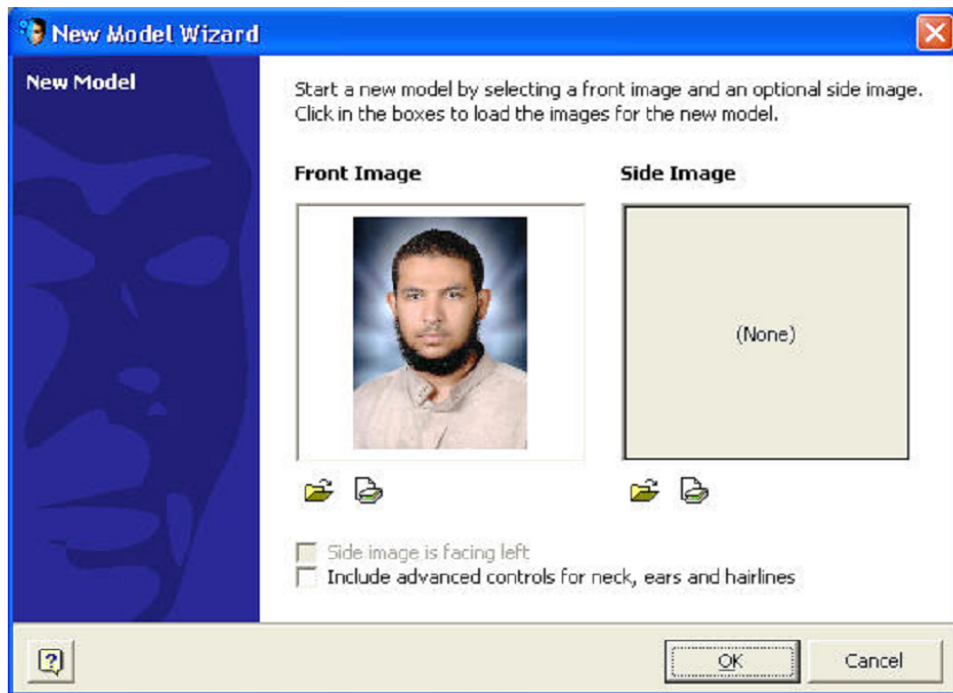 New Model Wizard
New Model
Start a new model by selecting a front image and an optional side image.
Click in the boxes to load the images for the new model.
Front Image
Side Image
(None)
Side image is facing left
Include advanced controls for neck, ears and hairlines
?
OK
Cancel